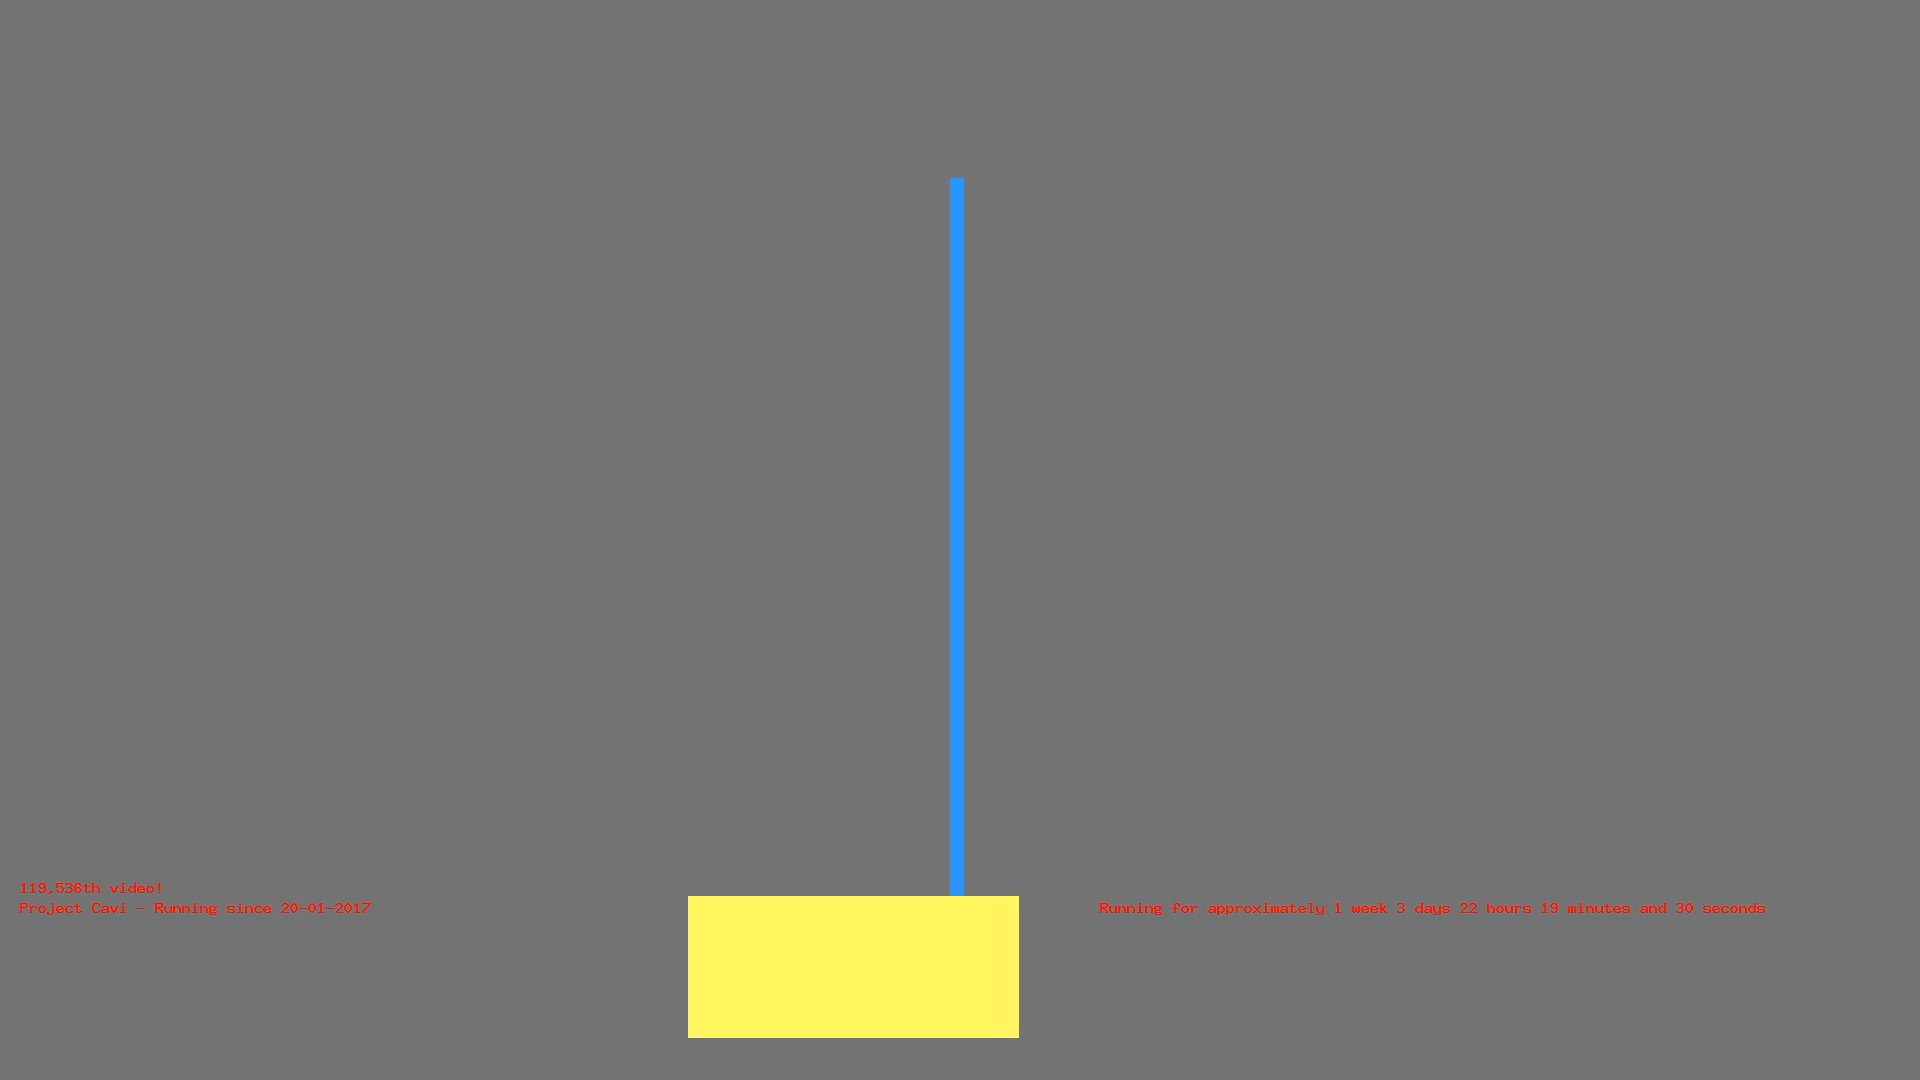 119,536th video!
Project Cavi - Running since 20-01-2017
Running for approximately 1 week 3 days 22 hours 19 minutes and 30 seconds